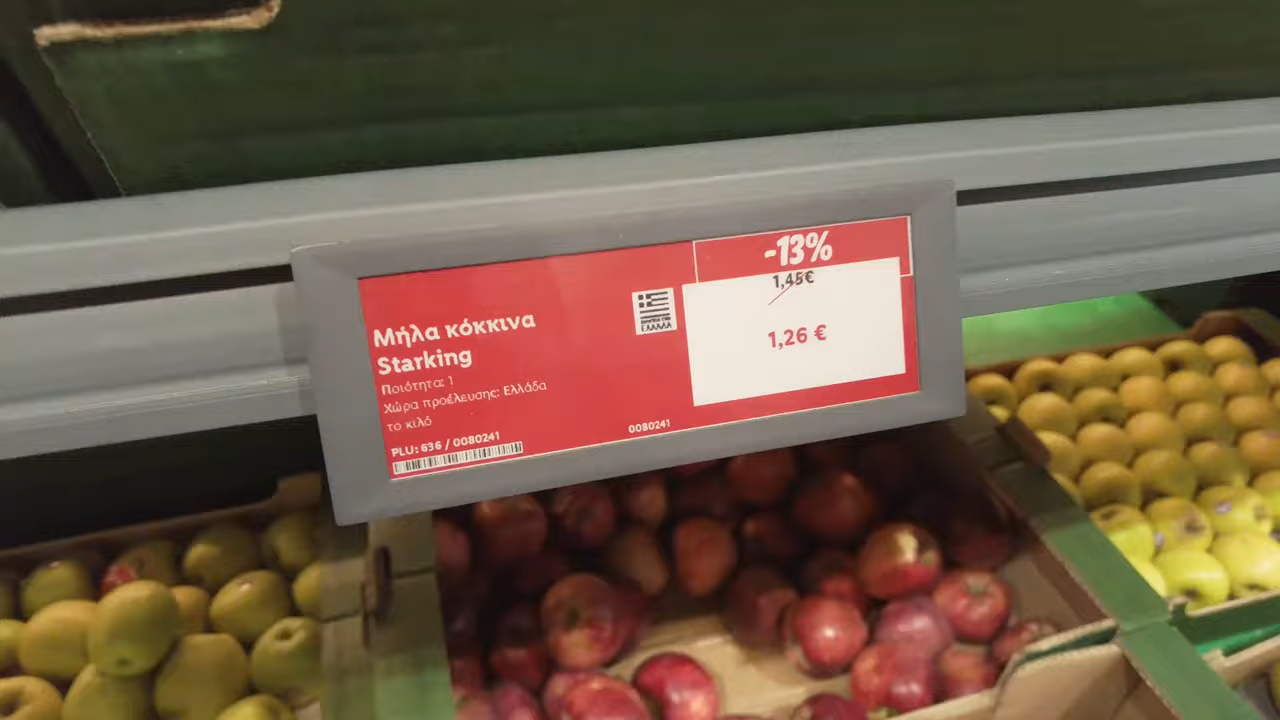 -13%
1,45€
1,26 €
Μήλα κόκκινα
Starking
Ποιότητα: 1
Χώρα προέλευσης: Ελλάδα
το κιλό
PLU: 636 / 0080241
0080241
ΕΛΛΑΔΑ